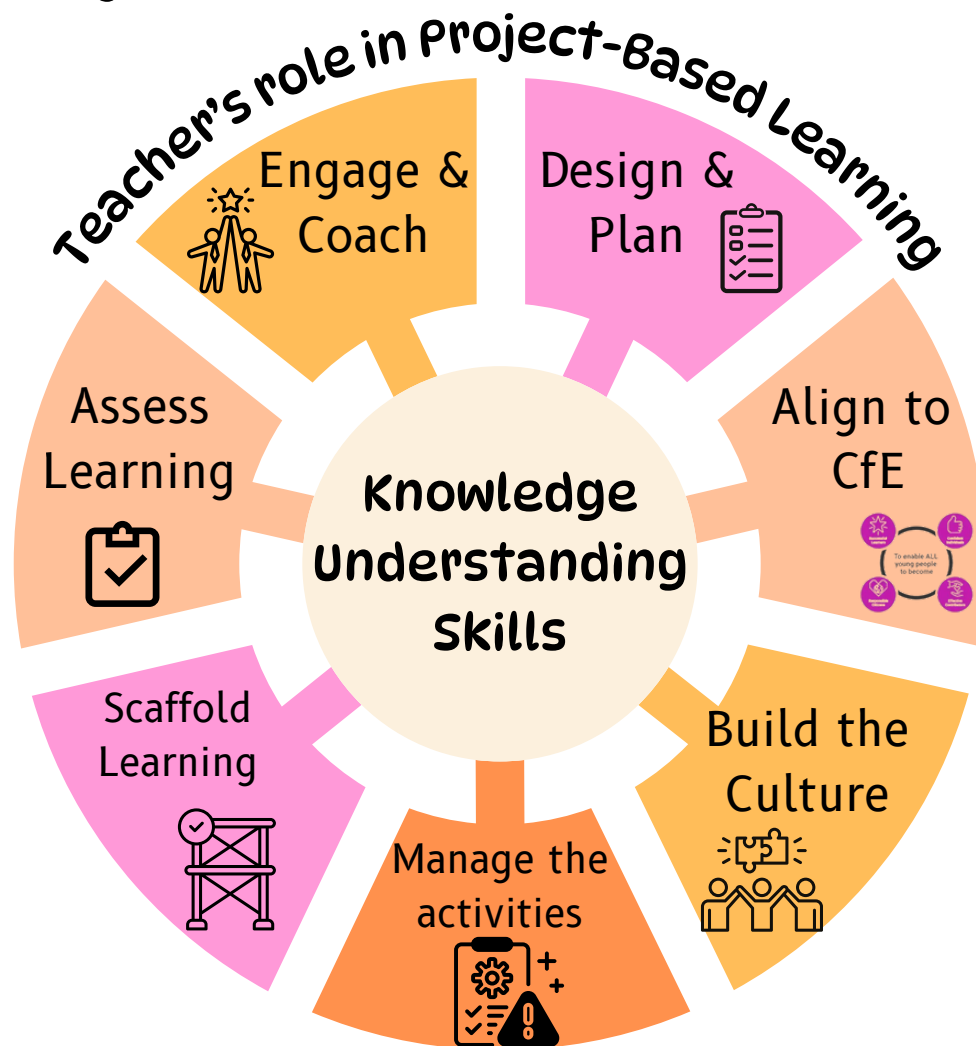 Teacher's role in Project-Based Learning
Engage &
Coach
Design &
Plan
Assess
Learning
Align to
CfE
To enable ALL
young people
to become
Knowledge
Understanding
Skills
Scaffold
Learning
Build the
Culture
Manage the
activities